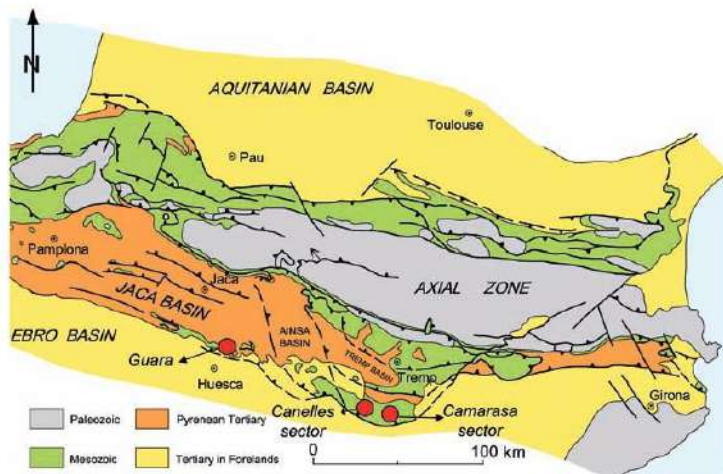 N
AQUITANIAN BASIN
Toulouse
Pau
Pamplona
JACA BASIN
Jaca
AXIAL ZONE
EBRO BASIN
AINSA
BASIN
TREMP BASIN
Guara
Huesca
Tremp
Girona
Canelles
sector
Camarasa
sector
Paleozoic
Pyrenean Tertiary
Mesozoic
Tertiary in Forelands
0
100 km